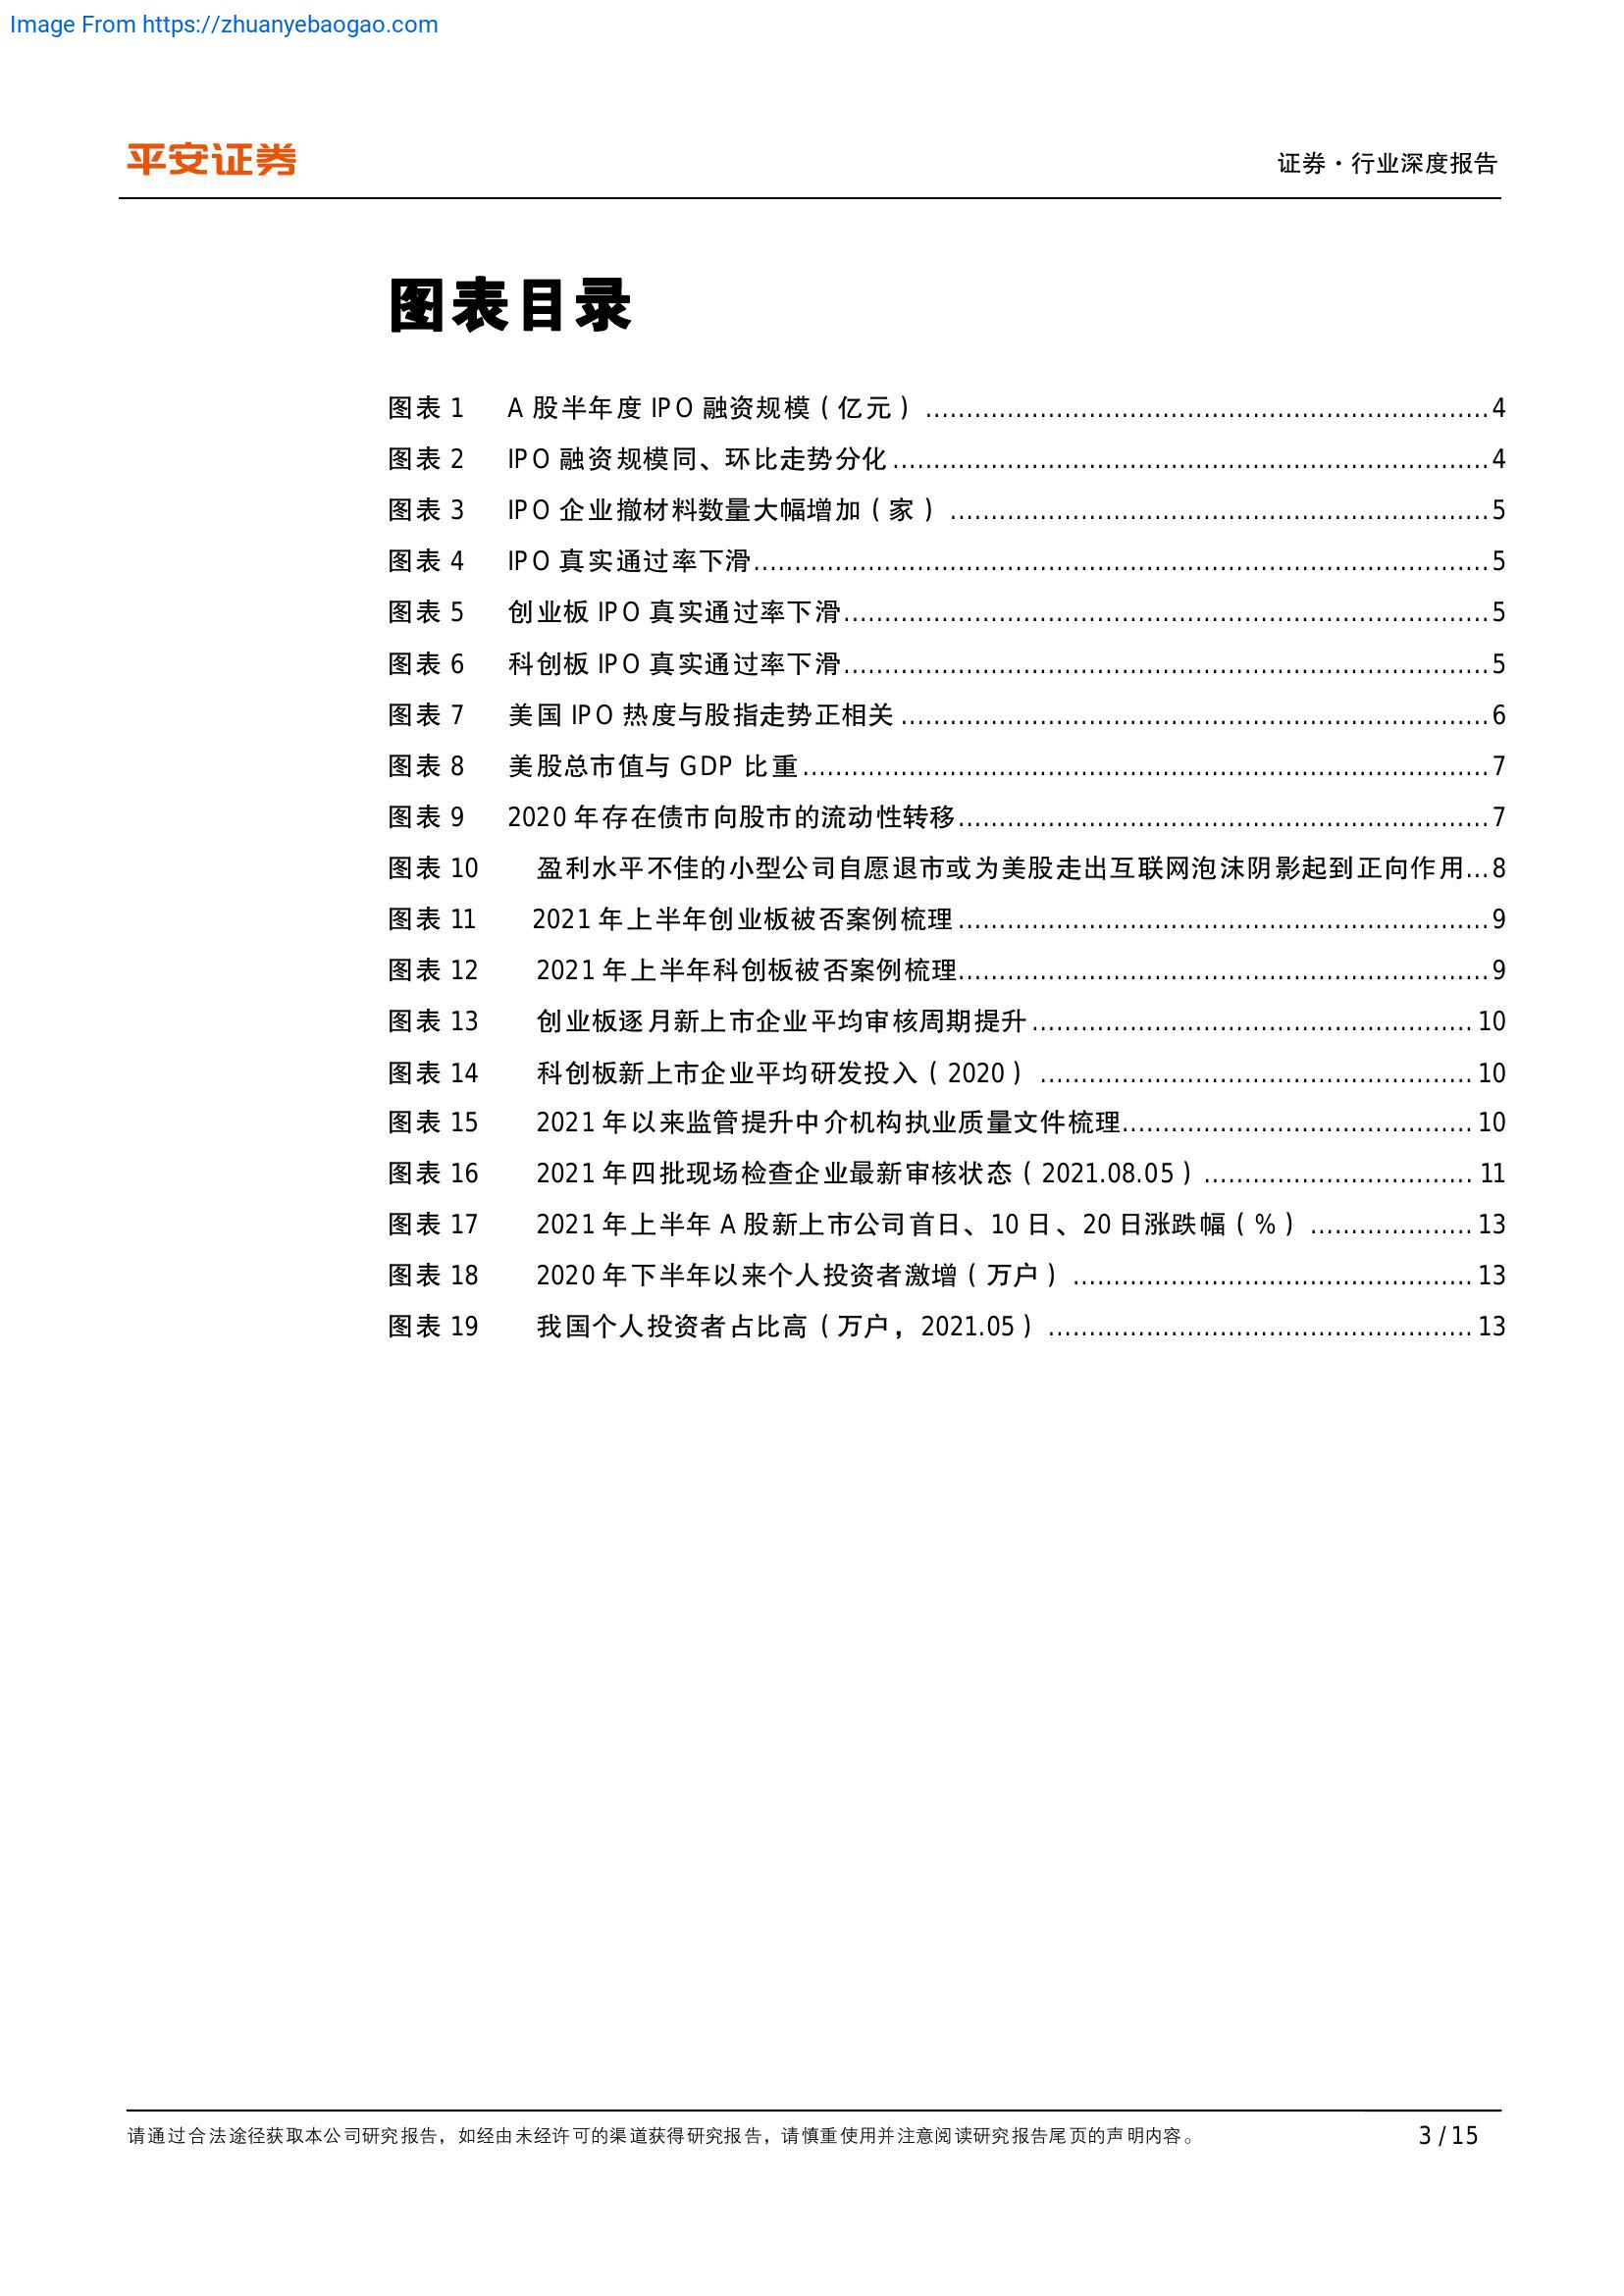 Image From https://zhuanyebaogao.com
平安证券
证券·行业深度报告
图表目录
图表 1 A 股半年度 IPO 融资规模(亿元) ........................................ 4
图表 2 IPO 融资规模同、环比走势分化 ........................................ 4
图表 3 IPO 企业撤材料数量大幅增加(家) ........................................ 5
图表 4 IPO 真实通过率下滑 ........................................ 5
图表 5 创业板 IPO 真实通过率下滑 ........................................ 5
图表 6 科创板 IPO 真实通过率下滑 ........................................ 5
图表 7 美国 IPO 热度与股指走势正相关 ........................................ 6
图表 8 美股总市值与 GDP 比重 ........................................ 7
图表 9 2020 年存在债市向股市的流动性转移 ........................................ 7
图表 10 盈利水平不佳的小型公司自愿退市或为美股走出互联网泡沫阴影起到正向作用 ... 8
图表 11 2021 年上半年创业板被否案例梳理 ........................................ 9
图表 12 2021 年上半年科创板被否案例梳理 ........................................ 9
图表 13 创业板逐月新上市企业平均审核周期提升 ........................................ 10
图表 14 科创板新上市企业平均研发投入(2020) ........................................ 10
图表 15 2021 年以来监管提升中介机构执业质量文件梳理 ........................................ 10
图表 16 2021 年四批现场检查企业最新审核状态(2021.08.05) ........................................ 11
图表 17 2021 年上半年 A 股新上市公司首日、10 日、20 日涨跌幅(%) .................... 13
图表 18 2020 年下半年以来个人投资者激增(万户) ........................................ 13
图表 19 我国个人投资者占比高(万户,2021.05) ........................................ 13
请通过合法途径获取本公司研究报告,如经由未经许可的渠道获得研究报告,请慎重使用并注意阅读研究报告尾页的声明内容。
3 / 15